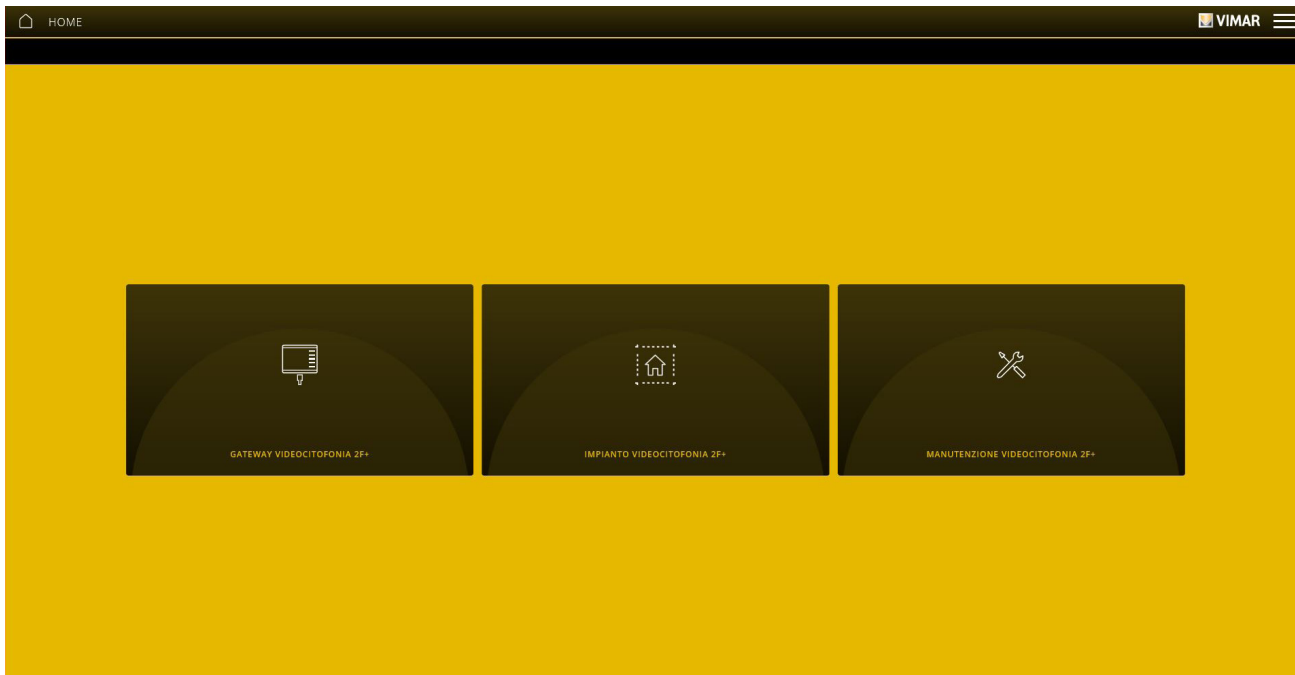 HOME
VIMAR
GATEWAY VIDEOCITOFONIA 2F+
IMPIANTO VIDEOCITOFONIA 2F+
MANUTENZIONE VIDEOCITOFONIA 2F+